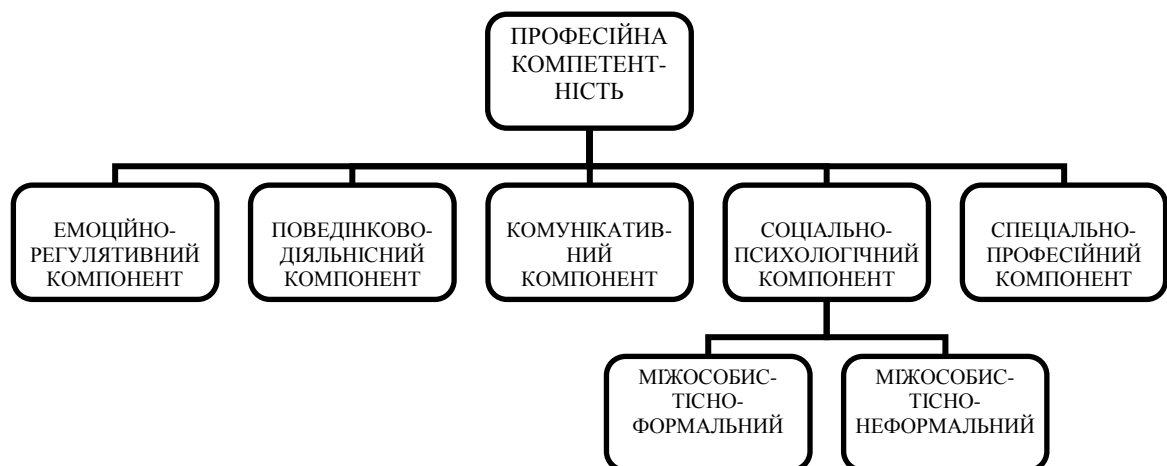 ПРОФЕСІЙНА
КОМПЕТЕНТ-
НІСТЬ
ЕМОЦІЙНО-
РЕГУЛЯТИВНИЙ
КОМПОНЕНТ
ПОВЕДІНКОВО-
ДІЯЛЬНІСНИЙ
КОМПОНЕНТ
КОМУНІКАТИВ-
НИЙ
КОМПОНЕНТ
СОЦІАЛЬНО-
ПСИХОЛОГІЧНИЙ
КОМПОНЕНТ
СПЕЦІАЛЬНО-
ПРОФЕСІЙНИЙ
КОМПОНЕНТ
МІЖОСОБИС-
ТІСНО-
ФОРМАЛЬНИЙ
МІЖОСОБИС-
ТІСНО-
НЕФОРМАЛЬНИЙ